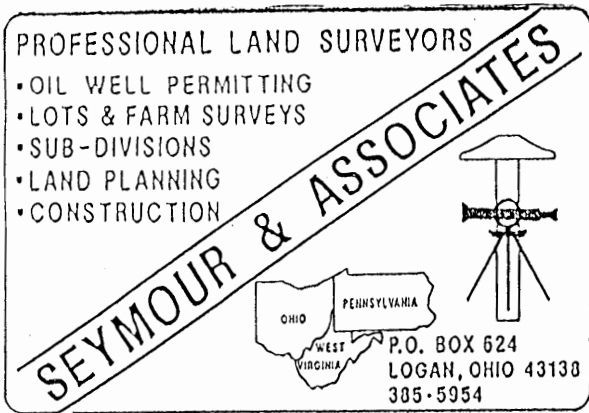 PROFESSIONAL LAND SURVEYORS
•OIL WELL PERMITTING
•LOTS & FARM SURVEYS
•SUB-DIVISIONS
•LAND PLANNING
•CONSTRUCTION
SEYMOUR & ASSOCIATES
OHIO
PENNSYLVANIA
WEST
VIRGINIA
P.O. BOX 624
LOGAN, OHIO 43138
385-5954